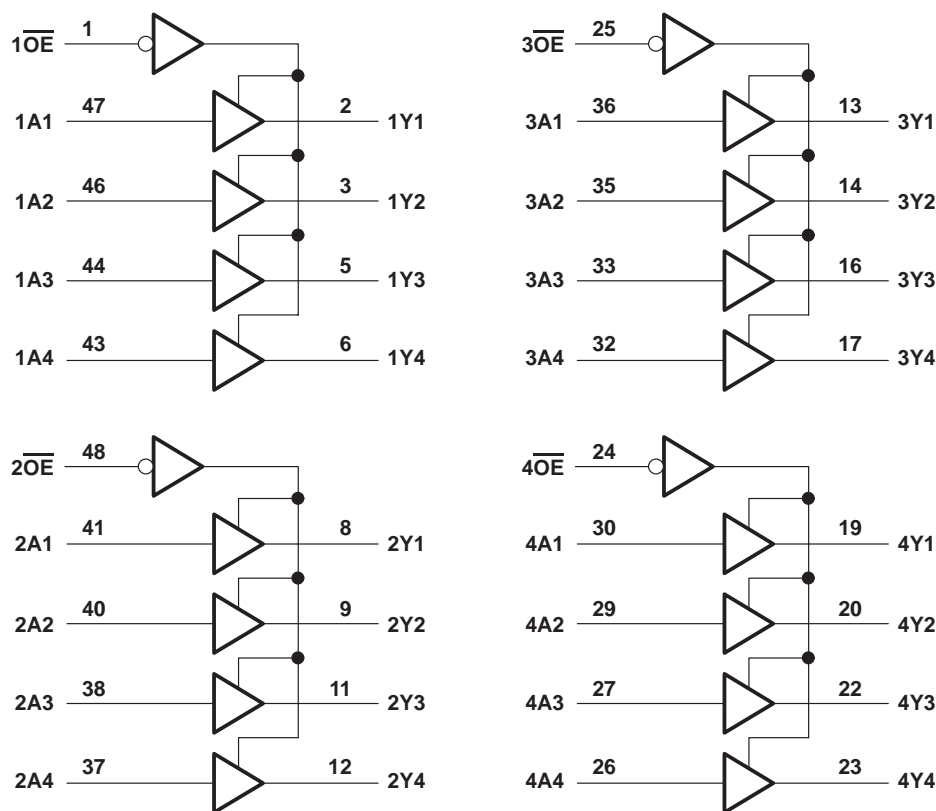 1OE 1
1A1 47 2 1Y1
1A2 46 3 1Y2
1A3 44 5 1Y3
1A4 43 6 1Y4
3OE 25
3A1 36 13 3Y1
3A2 35 14 3Y2
3A3 33 16 3Y3
3A4 32 17 3Y4
2OE 48
2A1 41 8 2Y1
2A2 40 9 2Y2
2A3 38 11 2Y3
2A4 37 12 2Y4
4OE 24
4A1 30 19 4Y1
4A2 29 20 4Y2
4A3 27 22 4Y3
4A4 26 23 4Y4